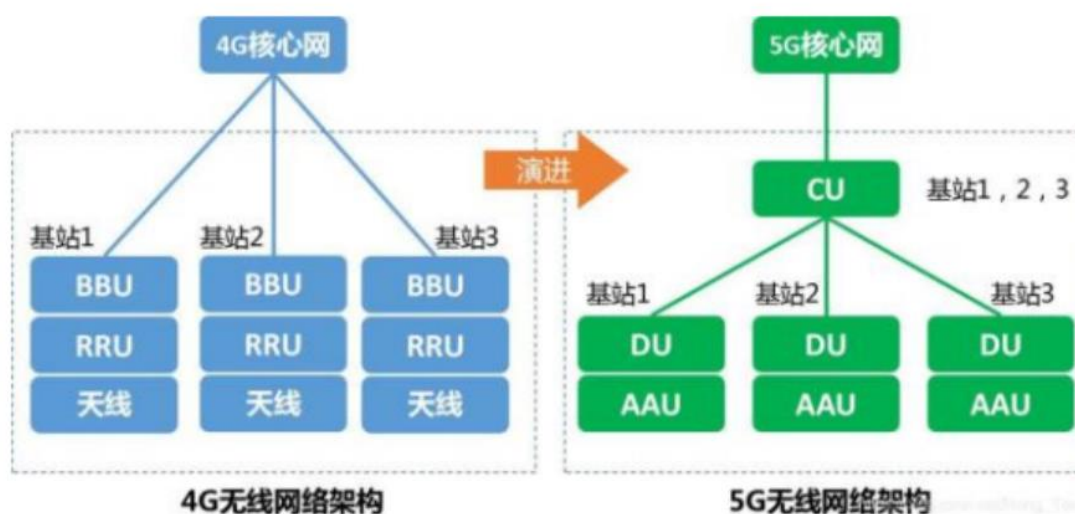 4G核心网
5G核心网
演进
CU
基站1，2，3
基站1
基站2
基站3
BBU
BBU
BBU
RRU
RRU
RRU
天线
天线
天线
基站1
基站2
基站3
DU
DU
DU
AAU
AAU
AAU
4G无线网络架构
5G无线网络架构